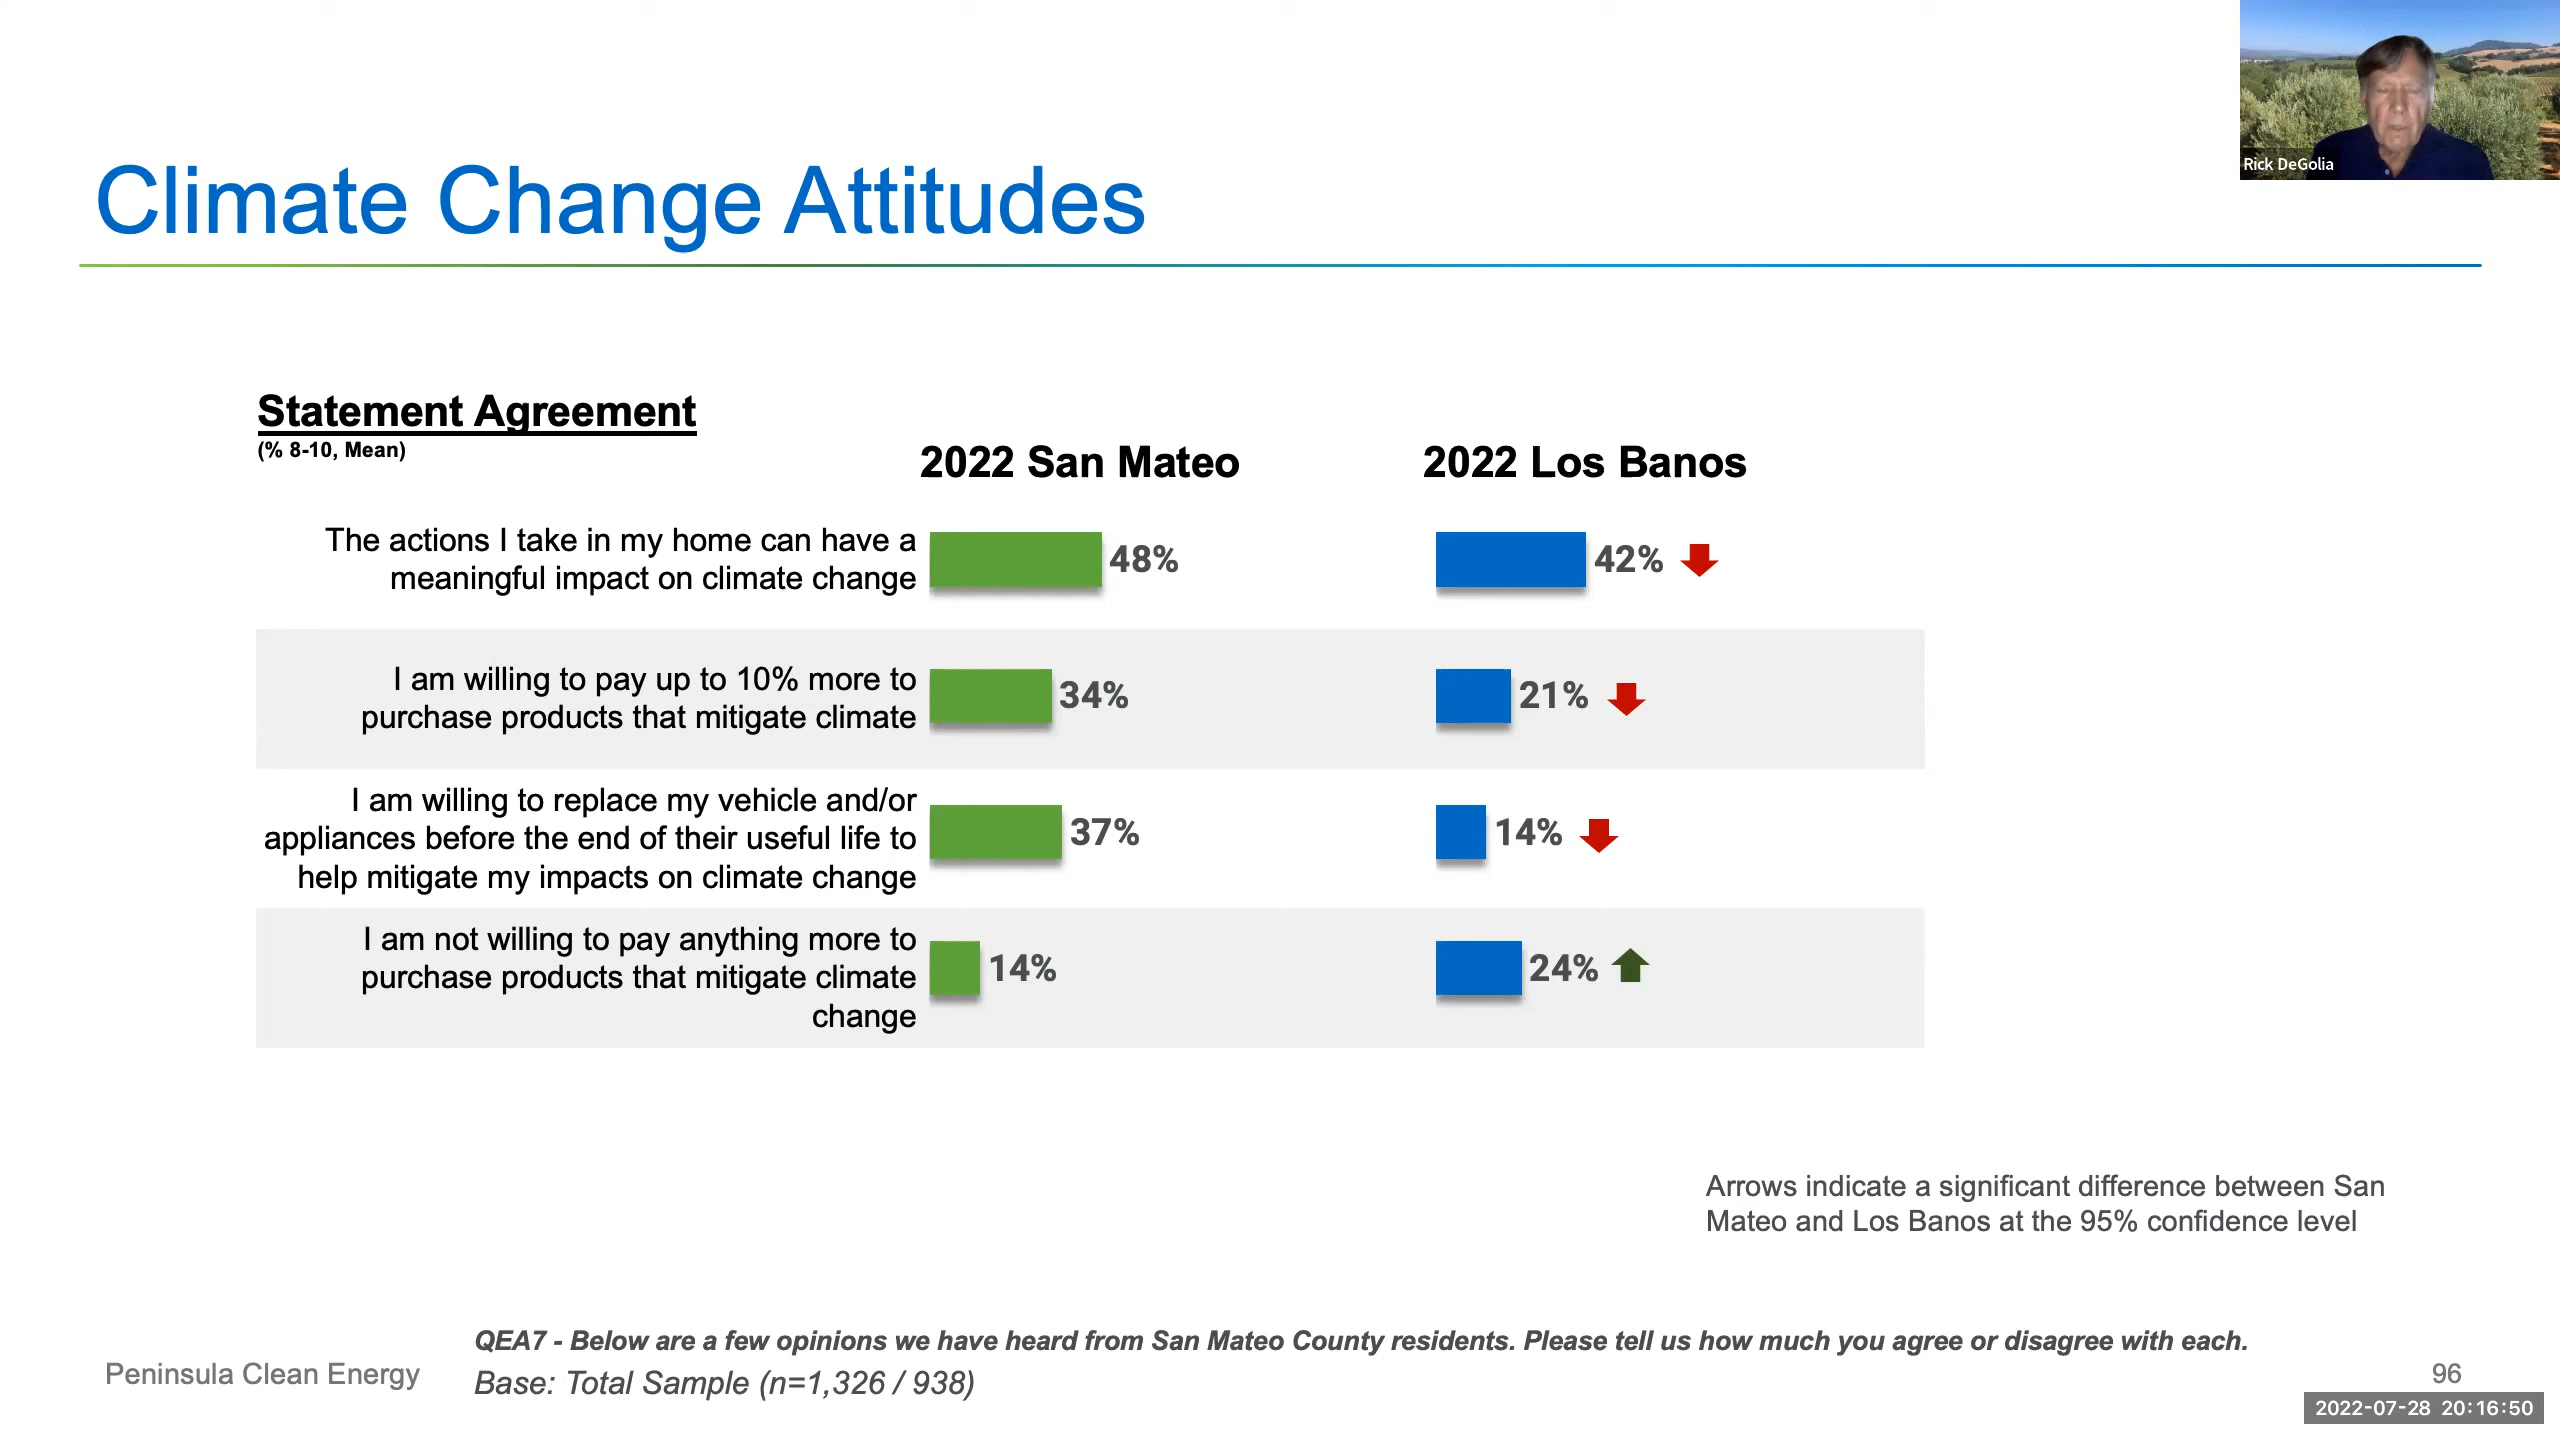 Rick DeGolia
Climate Change Attitudes
Statement Agreement
(% 8-10, Mean)
2022 San Mateo
2022 Los Banos
The actions I take in my home can have a
meaningful impact on climate change
48%
42%
I am willing to pay up to 10% more to
purchase products that mitigate climate
34%
21%
I am willing to replace my vehicle and/or
appliances before the end of their useful life to
help mitigate my impacts on climate change
37%
14%
I am not willing to pay anything more to
purchase products that mitigate climate
change
14%
24%
Arrows indicate a significant difference between San
Mateo and Los Banos at the 95% confidence level
QEA7 - Below are a few opinions we have heard from San Mateo County residents. Please tell us how much you agree or disagree with each.
Peninsula Clean Energy
Base: Total Sample (n=1,326 / 938)
96
2022-07-28 20:16:50